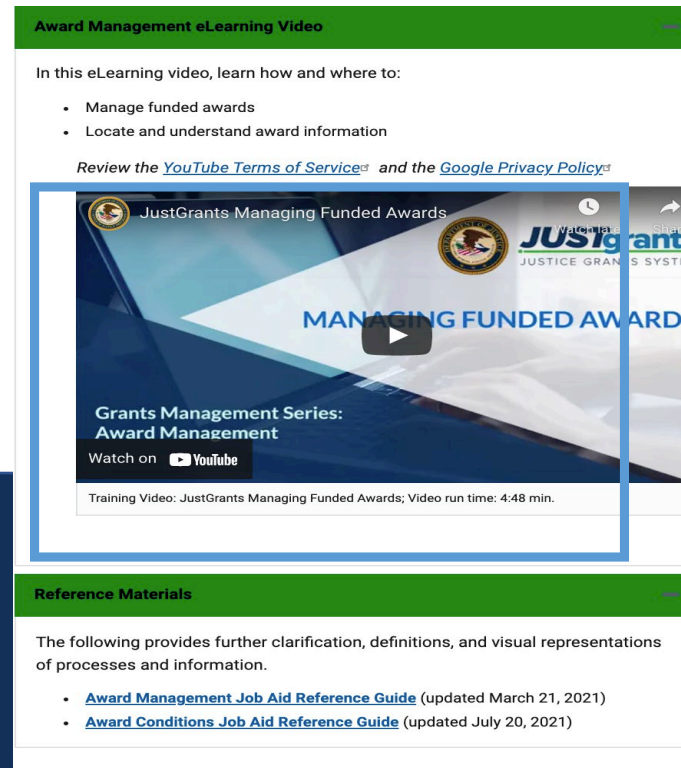 Award Management eLearning Video
In this eLearning video, learn how and where to:
• Manage funded awards
• Locate and understand award information
Review the YouTube Terms of Service and the Google Privacy Policy
JustGrants Managing Funded Awards
Watch late
Shar
JUSTgrant
JUSTICE GRANTS SYST
MANAGING FUNDED AWARD
Grants Management Series:
Award Management
Watch on YouTube
Training Video: JustGrants Managing Funded Awards; Video run time: 4:48 min.
Reference Materials
The following provides further clarification, definitions, and visual representations
of processes and information.
• Award Management Job Aid Reference Guide (updated March 21, 2021)
• Award Conditions Job Aid Reference Guide (updated July 20, 2021)